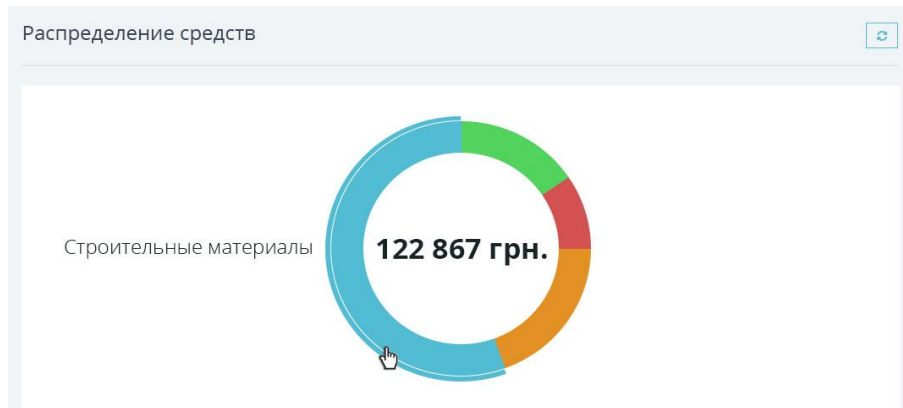 Распределение средств
Строительные материалы
122 867 грн.